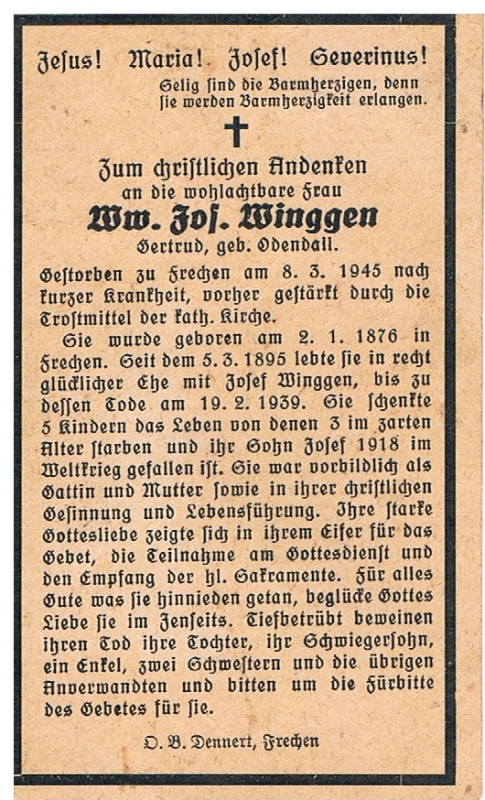 Jesus! Maria! Josef! Severinus!
Selig sind die Barmherzigen, denn
sie werden Barmherzigkeit erlangen.
Zum christlichen Andenken
an die wohlachtbare Frau
Ww. Jos. Winggen
Gertrud, geb. Odendall.
Gestorben zu Frechen am 8. 3. 1945 nach
kurzer Krankheit, vorher gestärkt durch die
Trostmittel der kath. Kirche.
Sie wurde geboren am 2. 1. 1876 in
Frechen. Seit dem 5. 3. 1895 lebte sie in recht
glücklicher Ehe mit Josef Winggen, bis zu
dessen Tode am 19. 2. 1939. Sie schenkte
5 Kindern das Leben von denen 3 im zarten
Alter starben und ihr Sohn Josef 1918 im
Weltkrieg gefallen ist. Sie war vorbildlich als
Gattin und Mutter sowie in ihrer christlichen
Gesinnung und Lebensführung. Ihre starke
Gottesliebe zeigte sich in ihrem Eifer für das
Gebet, die Teilnahme am Gottesdienst und
den Empfang der hl. Sakramente. Für alles
Gute was sie hinnieden getan, beglücke Gottes
Liebe sie im Jenseits. Tiefbetrübt beweinen
ihren Tod ihre Tochter, ihr Schwiegersohn,
ein Enkel, zwei Schwestern und die übrigen
Anverwandten und bitten um die Fürbitte
des Gebetes für sie.
O. B. Dennert, Frechen